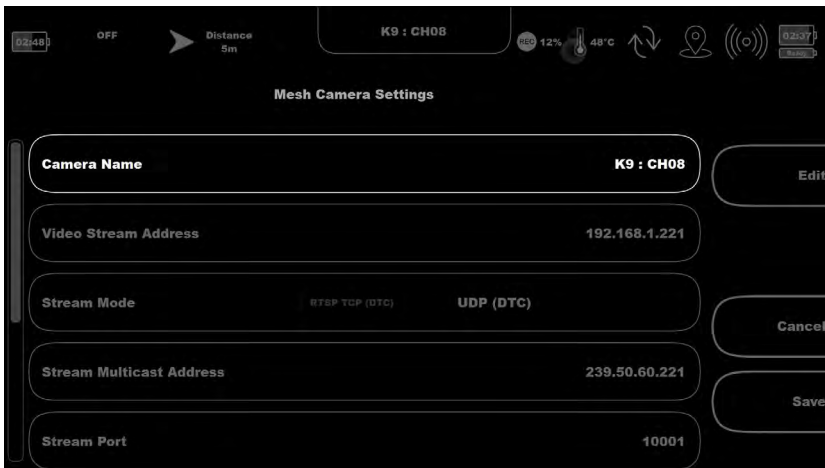 02:48
OFF
Distance
5m
K9 : CH08
REC
12%
48°C
02:37
Mesh Camera Settings
Camera Name K9 : CH08
Edit
Video Stream Address 192.168.1.221
Stream Mode RTSP TCP (DTC) UDP (DTC)
Cancel
Stream Multicast Address 239.50.60.221
Save
Stream Port 10001